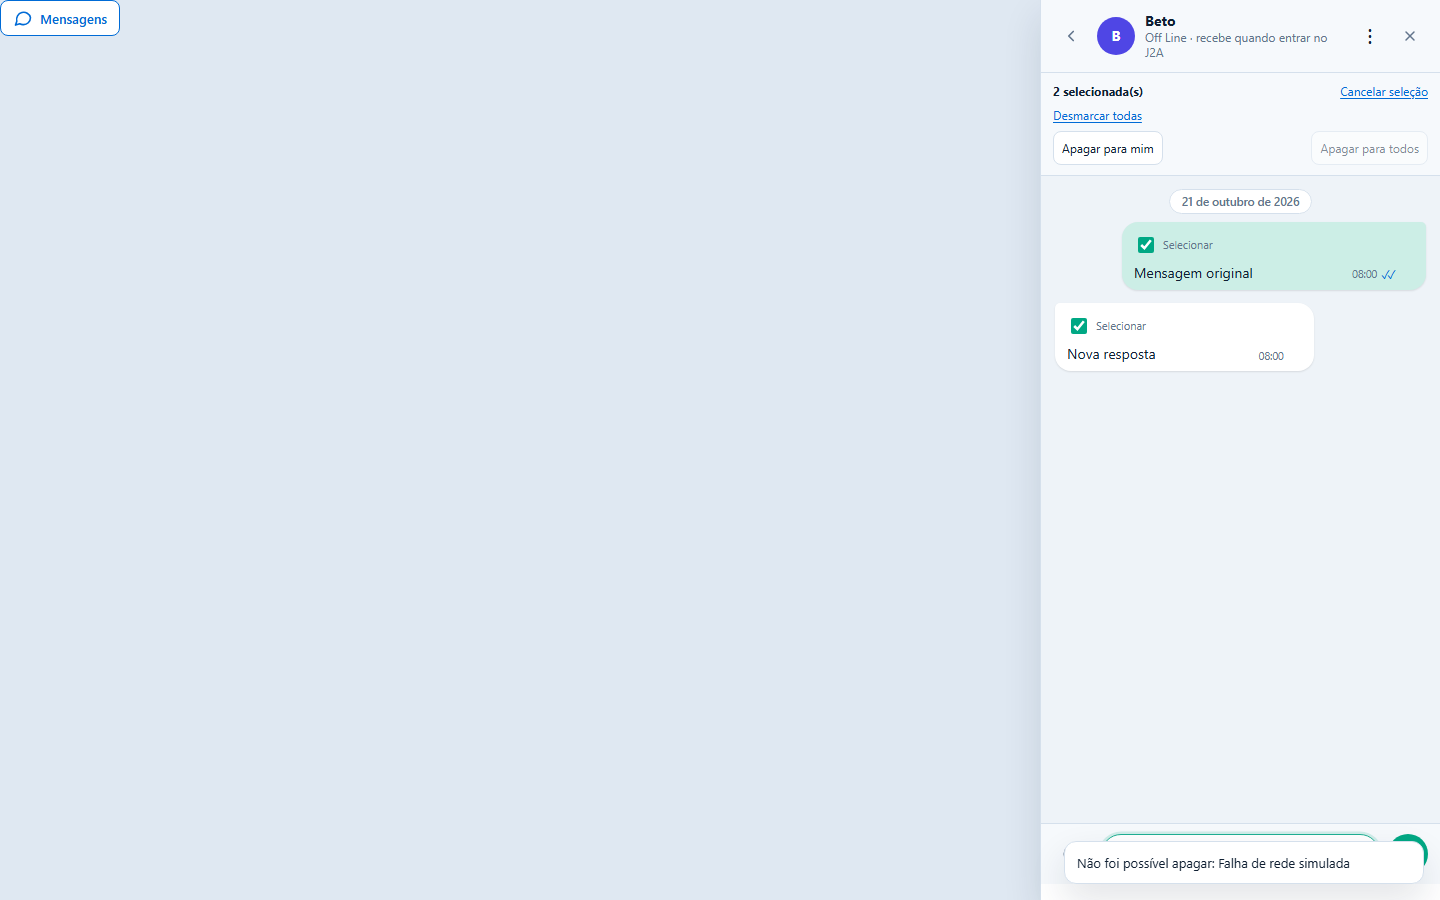 Mensagens
B
Beto
Off Line · recebe quando entrar no
J2A
2 selecionada(s)
Cancelar seleção
Desmarcar todas
Apagar para mim
Apagar para todos
21 de outubro de 2026
Selecionar
Mensagem original
08:00
Selecionar
Nova resposta
08:00
Não foi possível apagar: Falha de rede simulada